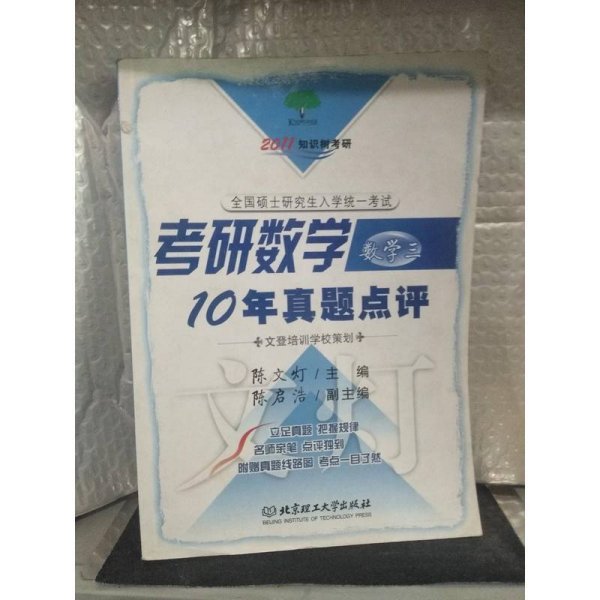 2011 知识树考研
全国硕士研究生入学统一考试
考研数学 数学三
10年真题点评
文登培训学校策划
陈文灯/主编
陈启浩/副主编
文灯
立足真题 把握规律
名师亲笔 点评独到
附赠真题线路图 考点一目了然
北京理工大学出版社
BEIJING INSTITUTE OF TECHNOLOGY PRESS